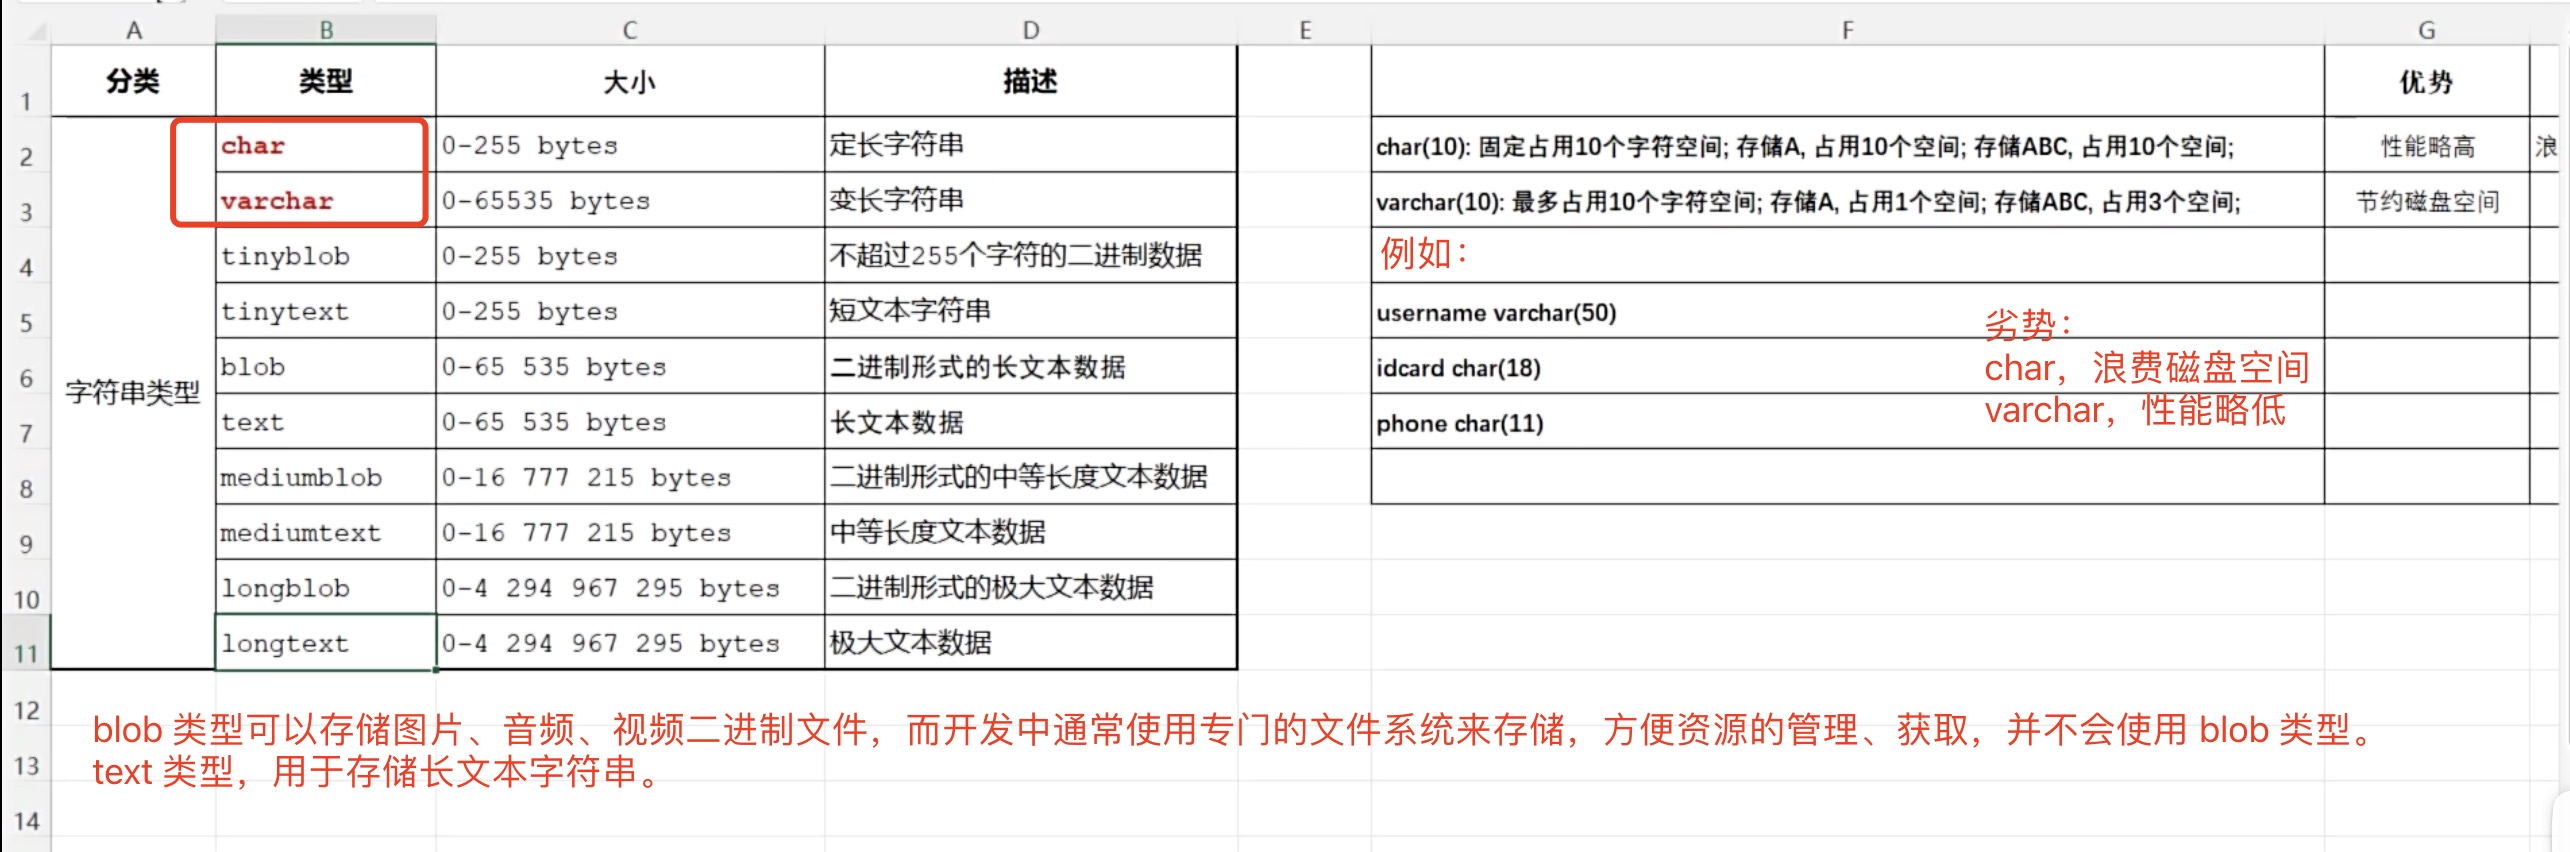 A B C D E F G
1 分类 类型 大小 描述 优势
2 char 0-255 bytes 定长字符串 char(10): 固定占用10个字符空间; 存储A, 占用10个空间; 存储ABC, 占用10个空间; 性能略高 浪
3 varchar 0-65535 bytes 变长字符串 varchar(10): 最多占用10个字符空间; 存储A, 占用1个空间; 存储ABC, 占用3个空间; 节约磁盘空间
4 tinyblob 0-255 bytes 不超过255个字符的二进制数据 例如：
5 tinytext 0-255 bytes 短文本字符串 username varchar(50) 劣势：
6 blob 0-65 535 bytes 二进制形式的长文本数据 idcard char(18) char，浪费磁盘空间
字符串类型
7 text 0-65 535 bytes 长文本数据 phone char(11) varchar，性能略低
8 mediumblob 0-16 777 215 bytes 二进制形式的中等长度文本数据
9 mediumtext 0-16 777 215 bytes 中等长度文本数据
10 longblob 0-4 294 967 295 bytes 二进制形式的极大文本数据
11 longtext 0-4 294 967 295 bytes 极大文本数据
12 blob 类型可以存储图片、音频、视频二进制文件，而开发中通常使用专门的文件系统来存储，方便资源的管理、获取，并不会使用 blob 类型。
13 text 类型，用于存储长文本字符串。
14